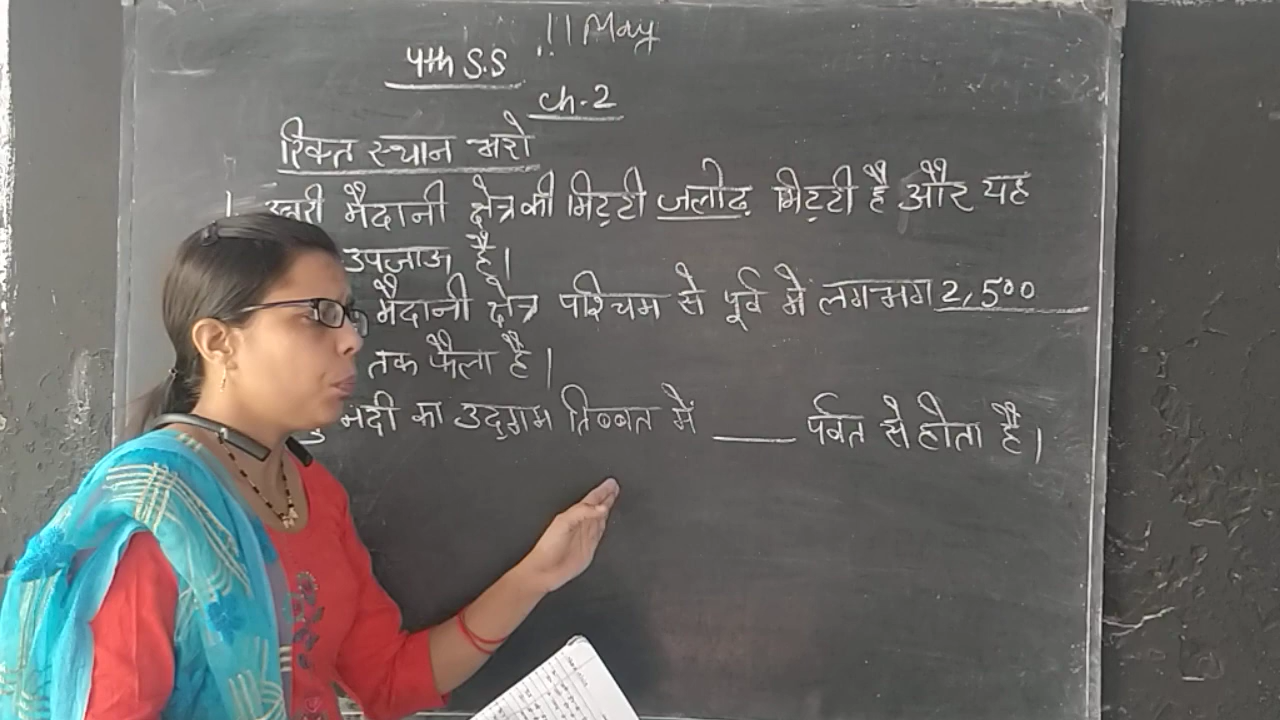 11 May
4th S.S
Ch.2
रिक्त स्थान भरो
1. उत्तरी मैदानी क्षेत्र की मिट्टी जलोढ़ मिट्टी है और यह
उपजाऊ है।
मैदानी क्षेत्र पश्चिम से पूर्व में लगभग 2,500
तक फैला है।
नदी का उद्गम तिब्बत में ____ पर्वत से होता है।